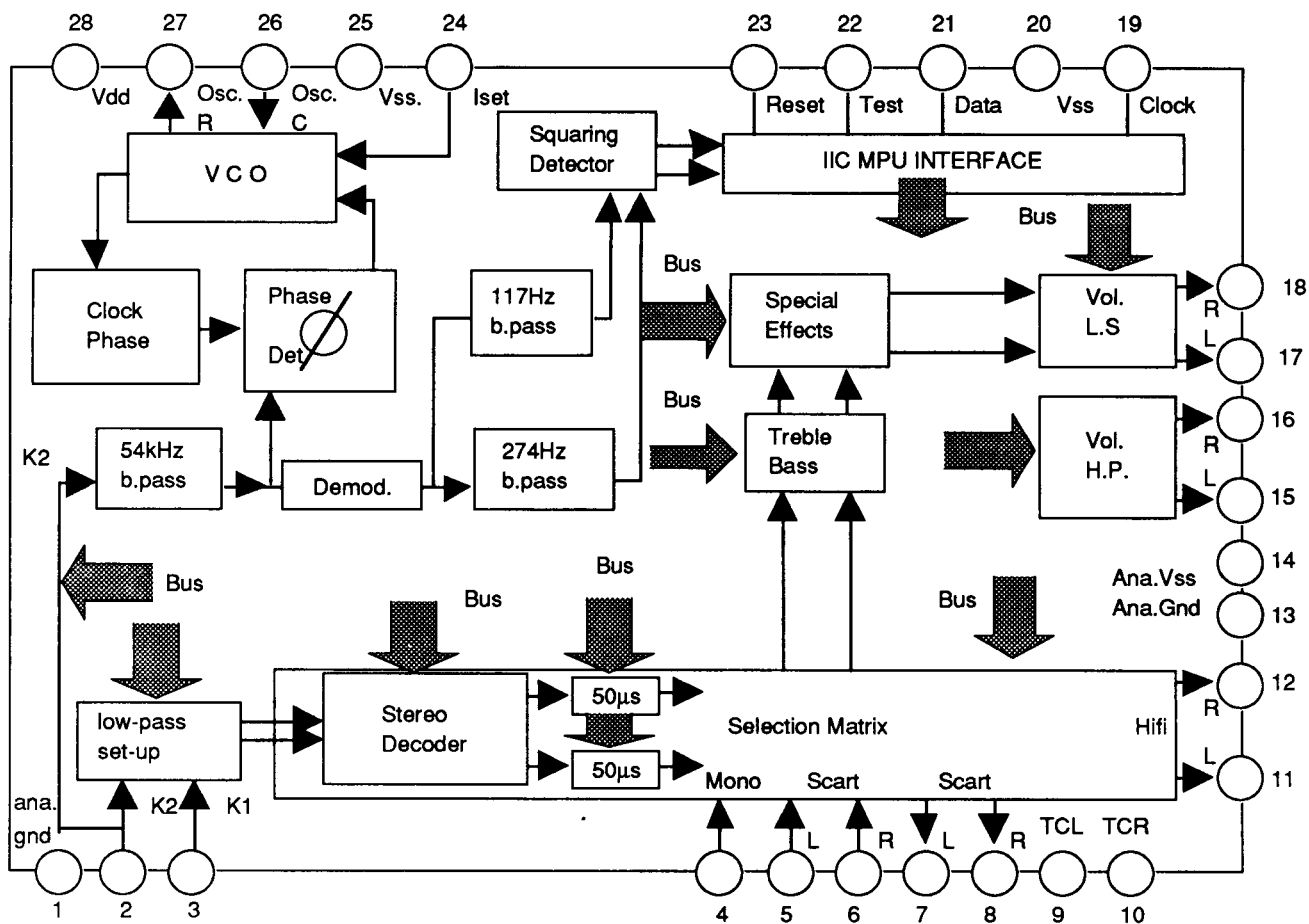 28 27 26 25 24 23 22 21 20 19
Vdd Osc. Osc. Vss. Iset Reset Test Data Vss Clock
R C
V C O
Squaring
Detector
IIC MPU INTERFACE
Bus
Bus
Clock
Phase
Phase
Det.
117Hz
b.pass
Special
Effects
Vol.
L.S
R
L
18
17
K2
54kHz
b.pass
Demod.
274Hz
b.pass
Bus
Treble
Bass
Vol.
H.P.
R
L
16
15
14
Ana.Vss
Ana.Gnd
13
Bus
Bus
Bus
Bus
low-pass
set-up
Stereo
Decoder
50µs
50µs
Selection Matrix
Hifi
R
L
12
11
Mono Scart Scart
ana.
gnd
K2 K1
L R L R TCL TCR
1 2 3 4 5 6 7 8 9 10